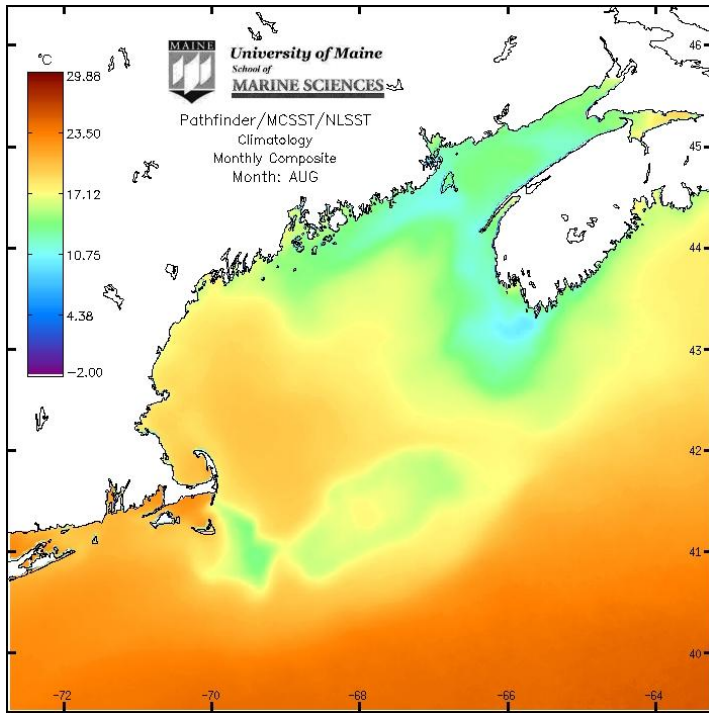 MAINE
University of Maine
School of
MARINE SCIENCES
Pathfinder/MCSST/NLSST
Climatology
Monthly Composite
Month: AUG
°C
29.88
23.50
17.12
10.75
4.38
-2.00
46
45
44
43
42
41
40
-72
-70
-68
-66
-64